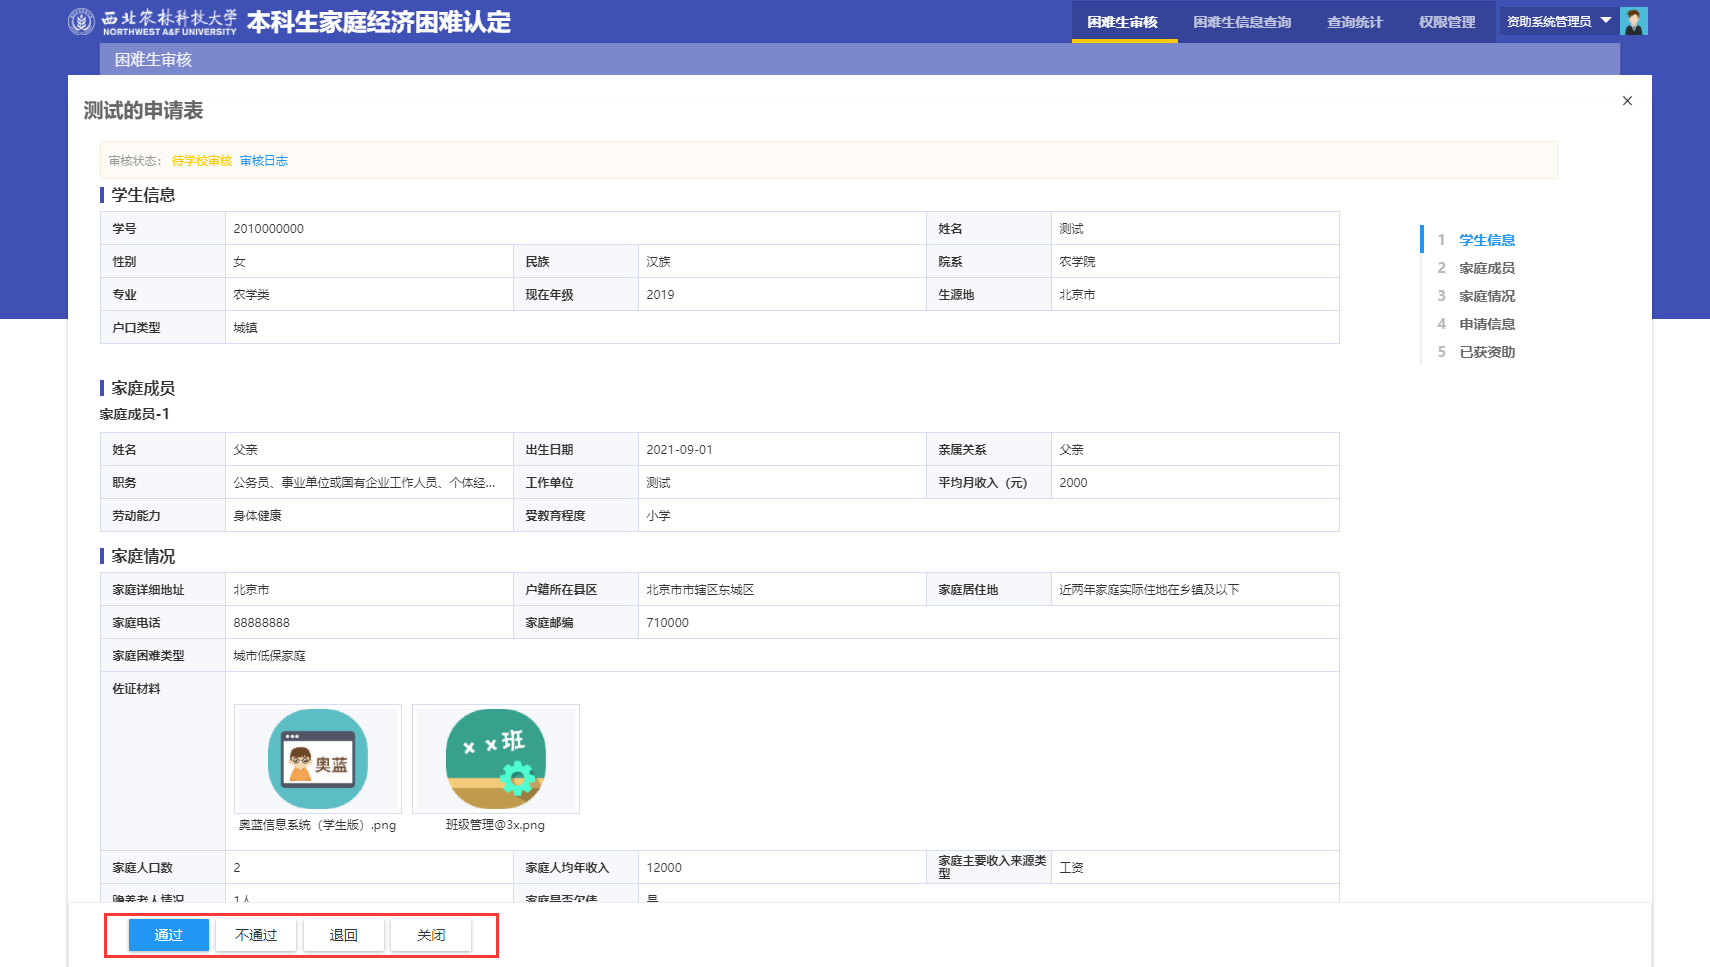 西北农林科技大学
NORTHWEST A&F UNIVERSITY
本科生家庭经济困难认定
困难生审核 困难生信息查询 查询统计 权限管理 资助系统管理员
困难生审核
测试的申请表
审核状态： 待学校审核 审核日志
学生信息
学号 2010000000 姓名 测试
性别 女 民族 汉族 院系 农学院
专业 农学类 现在年级 2019 生源地 北京市
户口类型 城镇
1 学生信息
2 家庭成员
3 家庭情况
4 申请信息
5 已获资助
家庭成员
家庭成员-1
姓名 父亲 出生日期 2021-09-01 亲属关系 父亲
职务 公务员、事业单位或国有企业工作人员、个体经... 工作单位 测试 平均月收入（元） 2000
劳动能力 身体健康 受教育程度 小学
家庭情况
家庭详细地址 北京市 户籍所在县区 北京市市辖区东城区 家庭居住地 近两年家庭实际住地在乡镇及以下
家庭电话 88888888 家庭邮编 710000
家庭困难类型 城市低保家庭
佐证材料
奥蓝
x x 班
奥蓝信息系统（学生版）.png 班级管理@3x.png
家庭人口数 2 家庭人均年收入 12000 家庭主要收入来源类型 工资
赡养老人情况 1人 家庭是否欠债 是
通过 不通过 退回 关闭